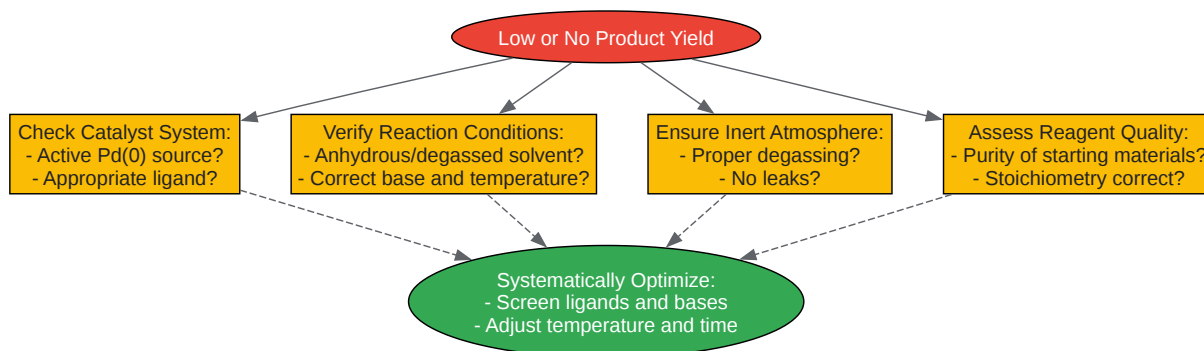 Low or No Product Yield
Check Catalyst System:
- Active Pd(0) source?
- Appropriate ligand?
Verify Reaction Conditions:
- Anhydrous/degassed solvent?
- Correct base and temperature?
Ensure Inert Atmosphere:
- Proper degassing?
- No leaks?
Assess Reagent Quality:
- Purity of starting materials?
- Stoichiometry correct?
Systematically Optimize:
- Screen ligands and bases
- Adjust temperature and time